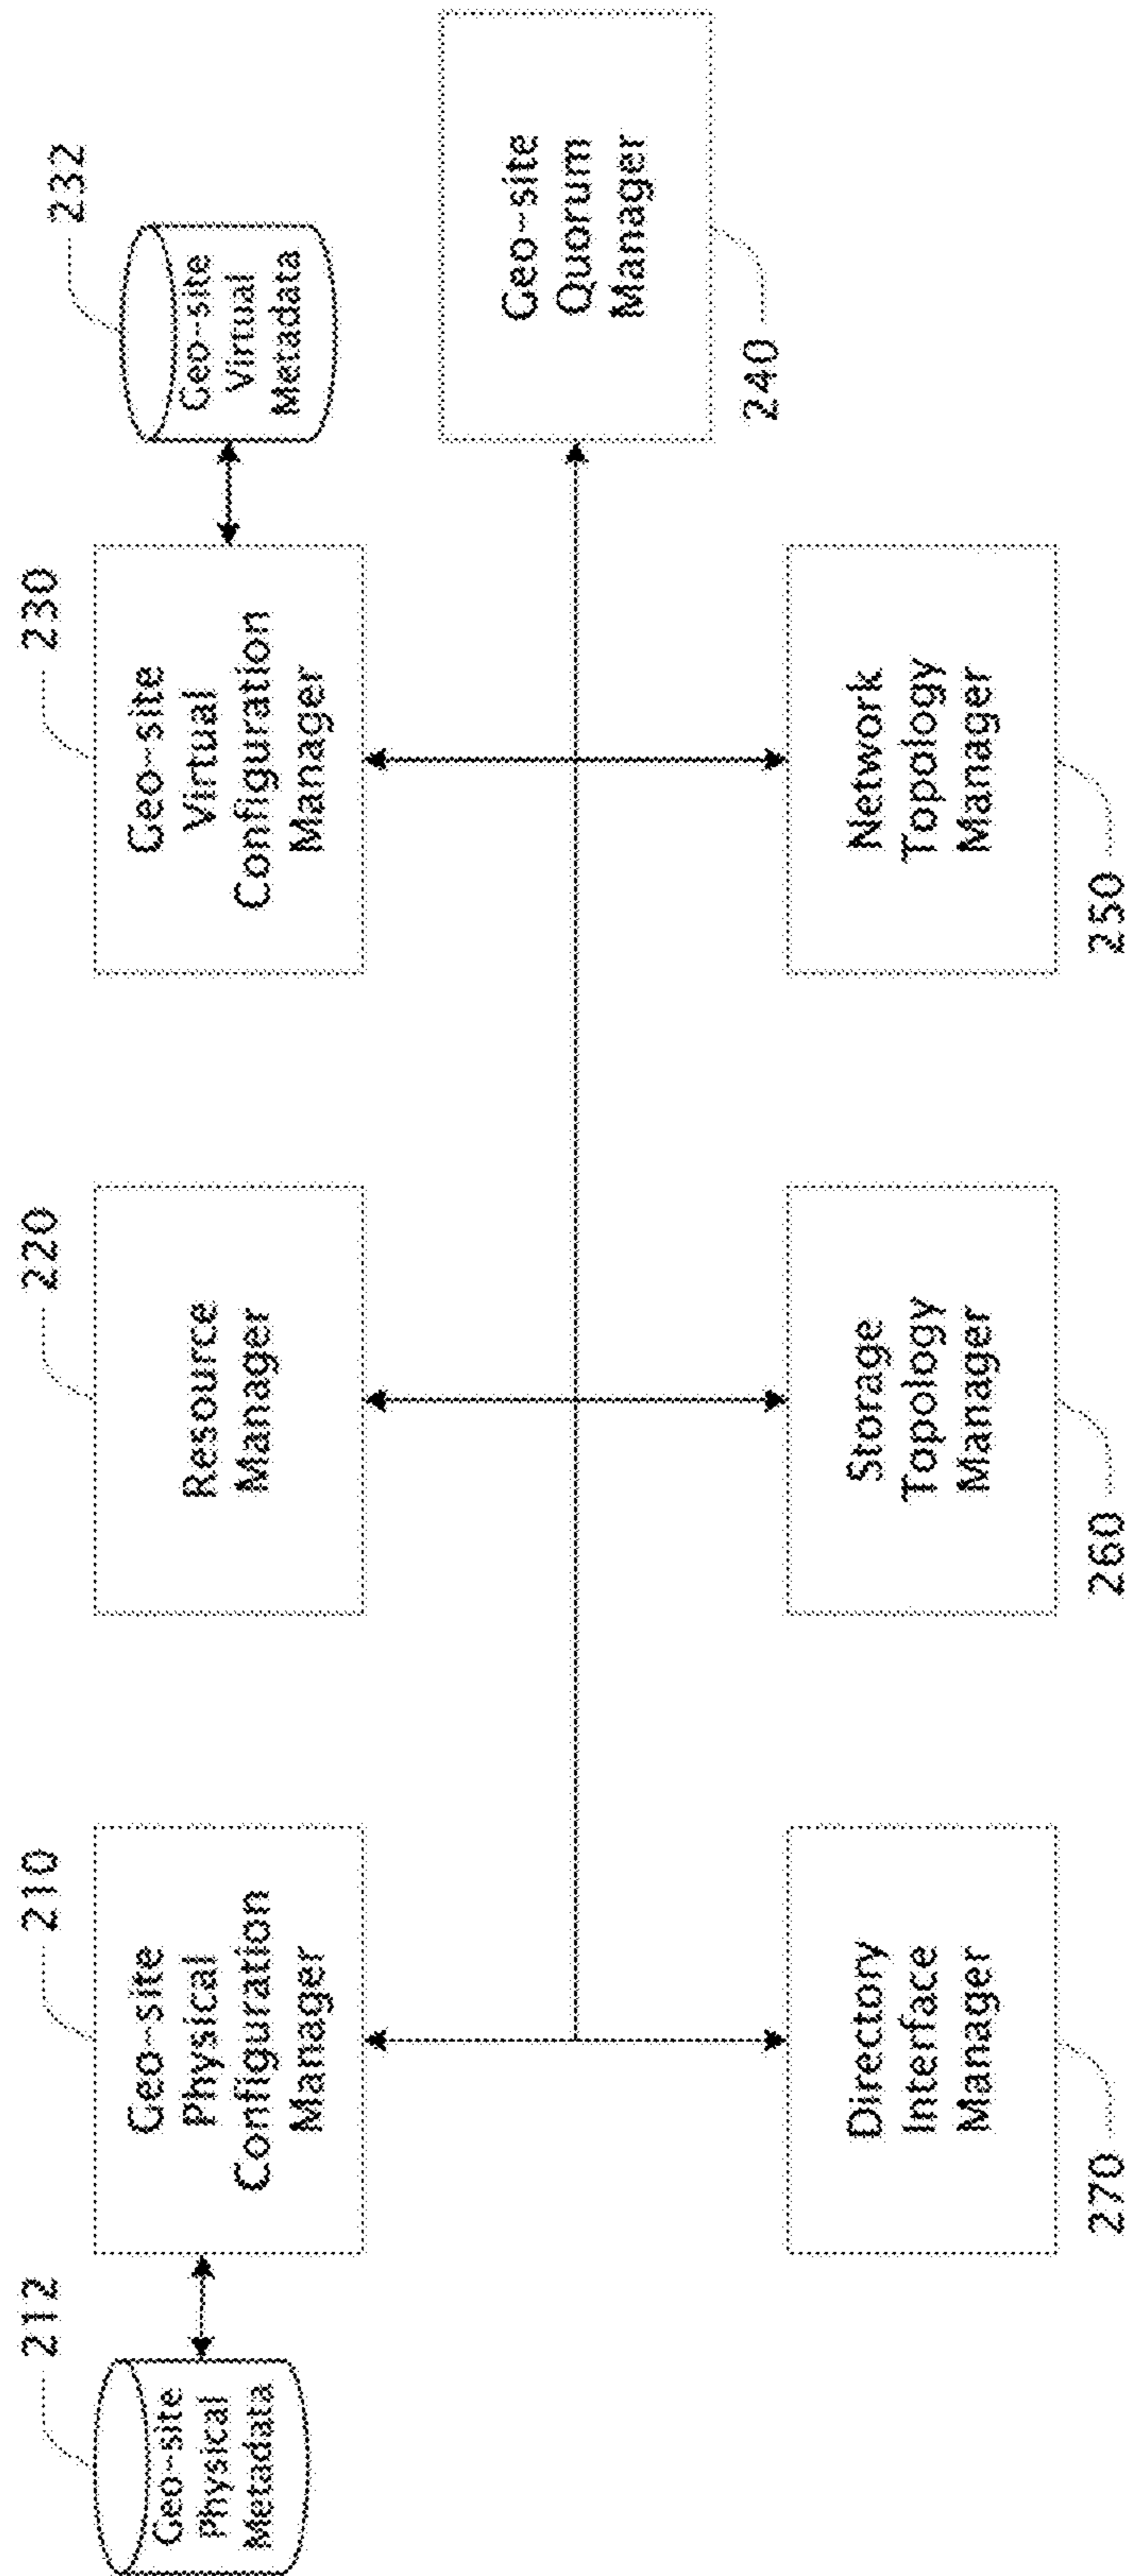 212
Geo-site
Physical
Metadata
210
Geo-site
Physical
Configuration
Manager
220
Resource
Manager
230
Geo-site
Virtual
Configuration
Manager
232
Geo-site
Virtual
Metadata
Geo-site
Quorum
Manager
240
Directory
Interface
Manager
270
Storage
Topology
Manager
260
Network
Topology
Manager
250